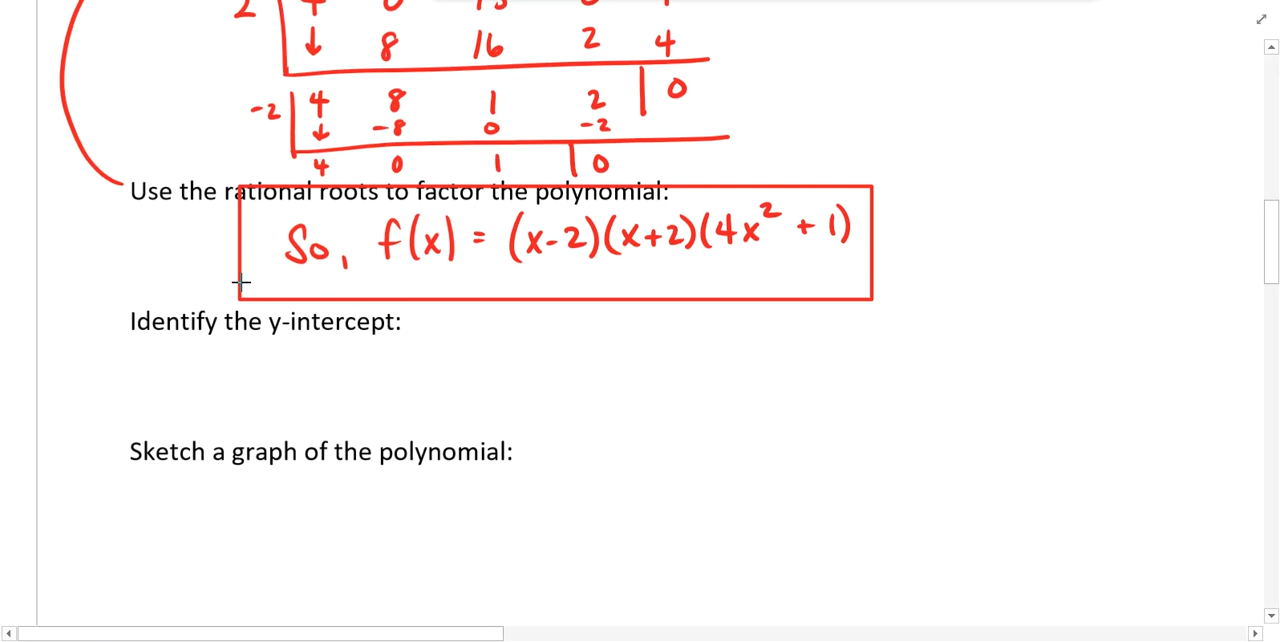 2
↓ 8 16 2 4
-2 4 8 1 2 0
↓ -8 0 -2
4 0 1 0
Use the rational roots to factor the polynomial:
So, f(x) = (x-2)(x+2)(4x² + 1)
Identify the y-intercept:
Sketch a graph of the polynomial: